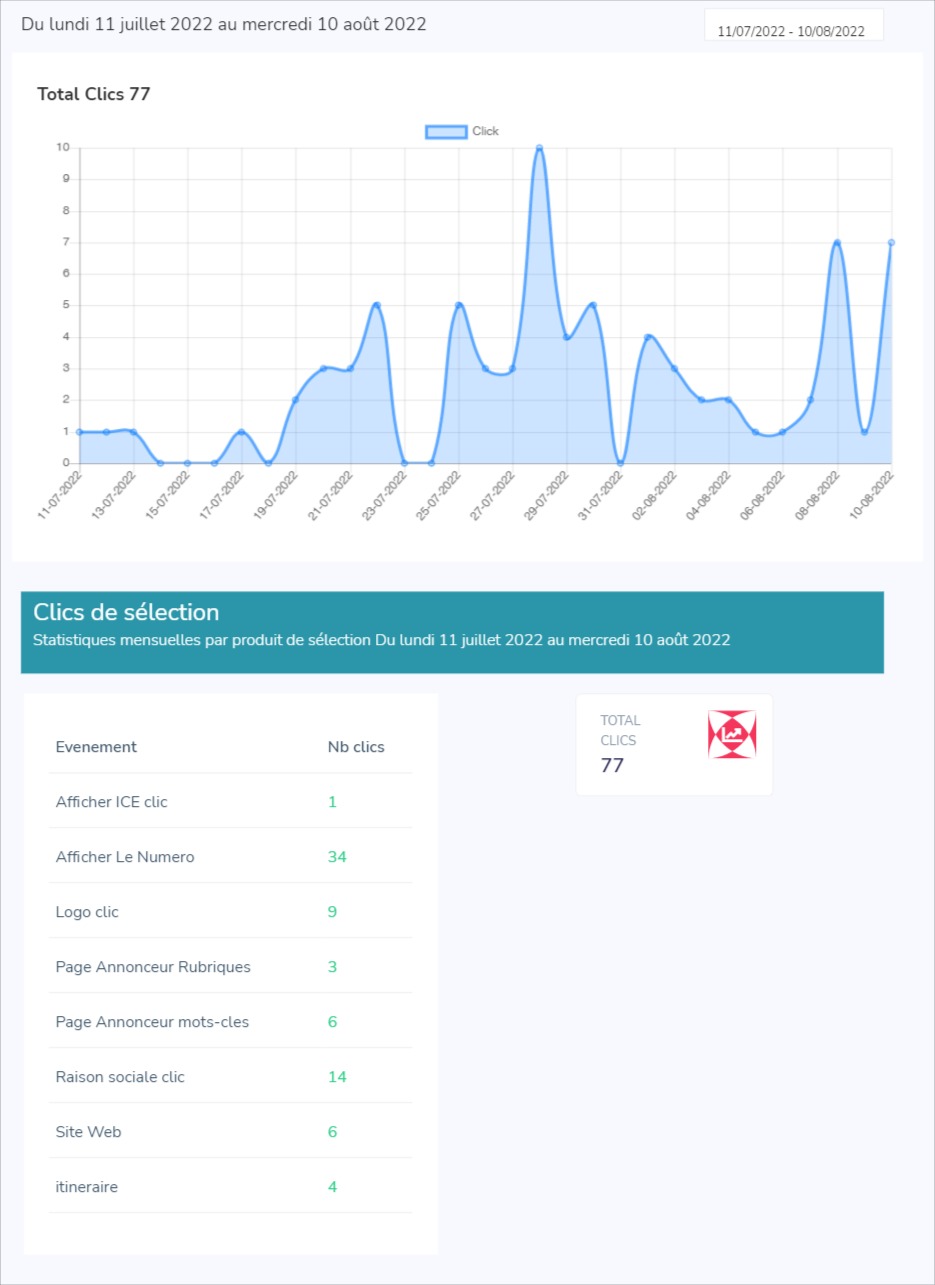 Du lundi 11 juillet 2022 au mercredi 10 août 2022
11/07/2022 - 10/08/2022
Total Clics 77
Click
10
9
8
7
6
5
4
3
2
1
0
11-07-2022
13-07-2022
15-07-2022
17-07-2022
19-07-2022
21-07-2022
23-07-2022
25-07-2022
27-07-2022
29-07-2022
31-07-2022
02-08-2022
04-08-2022
06-08-2022
08-08-2022
10-08-2022
Clics de sélection
Statistiques mensuelles par produit de sélection Du lundi 11 juillet 2022 au mercredi 10 août 2022
Evenement Nb clics
Afficher ICE clic 1
Afficher Le Numero 34
Logo clic 9
Page Annonceur Rubriques 3
Page Annonceur mots-cles 6
Raison sociale clic 14
Site Web 6
itineraire 4
TOTAL
CLICS
77